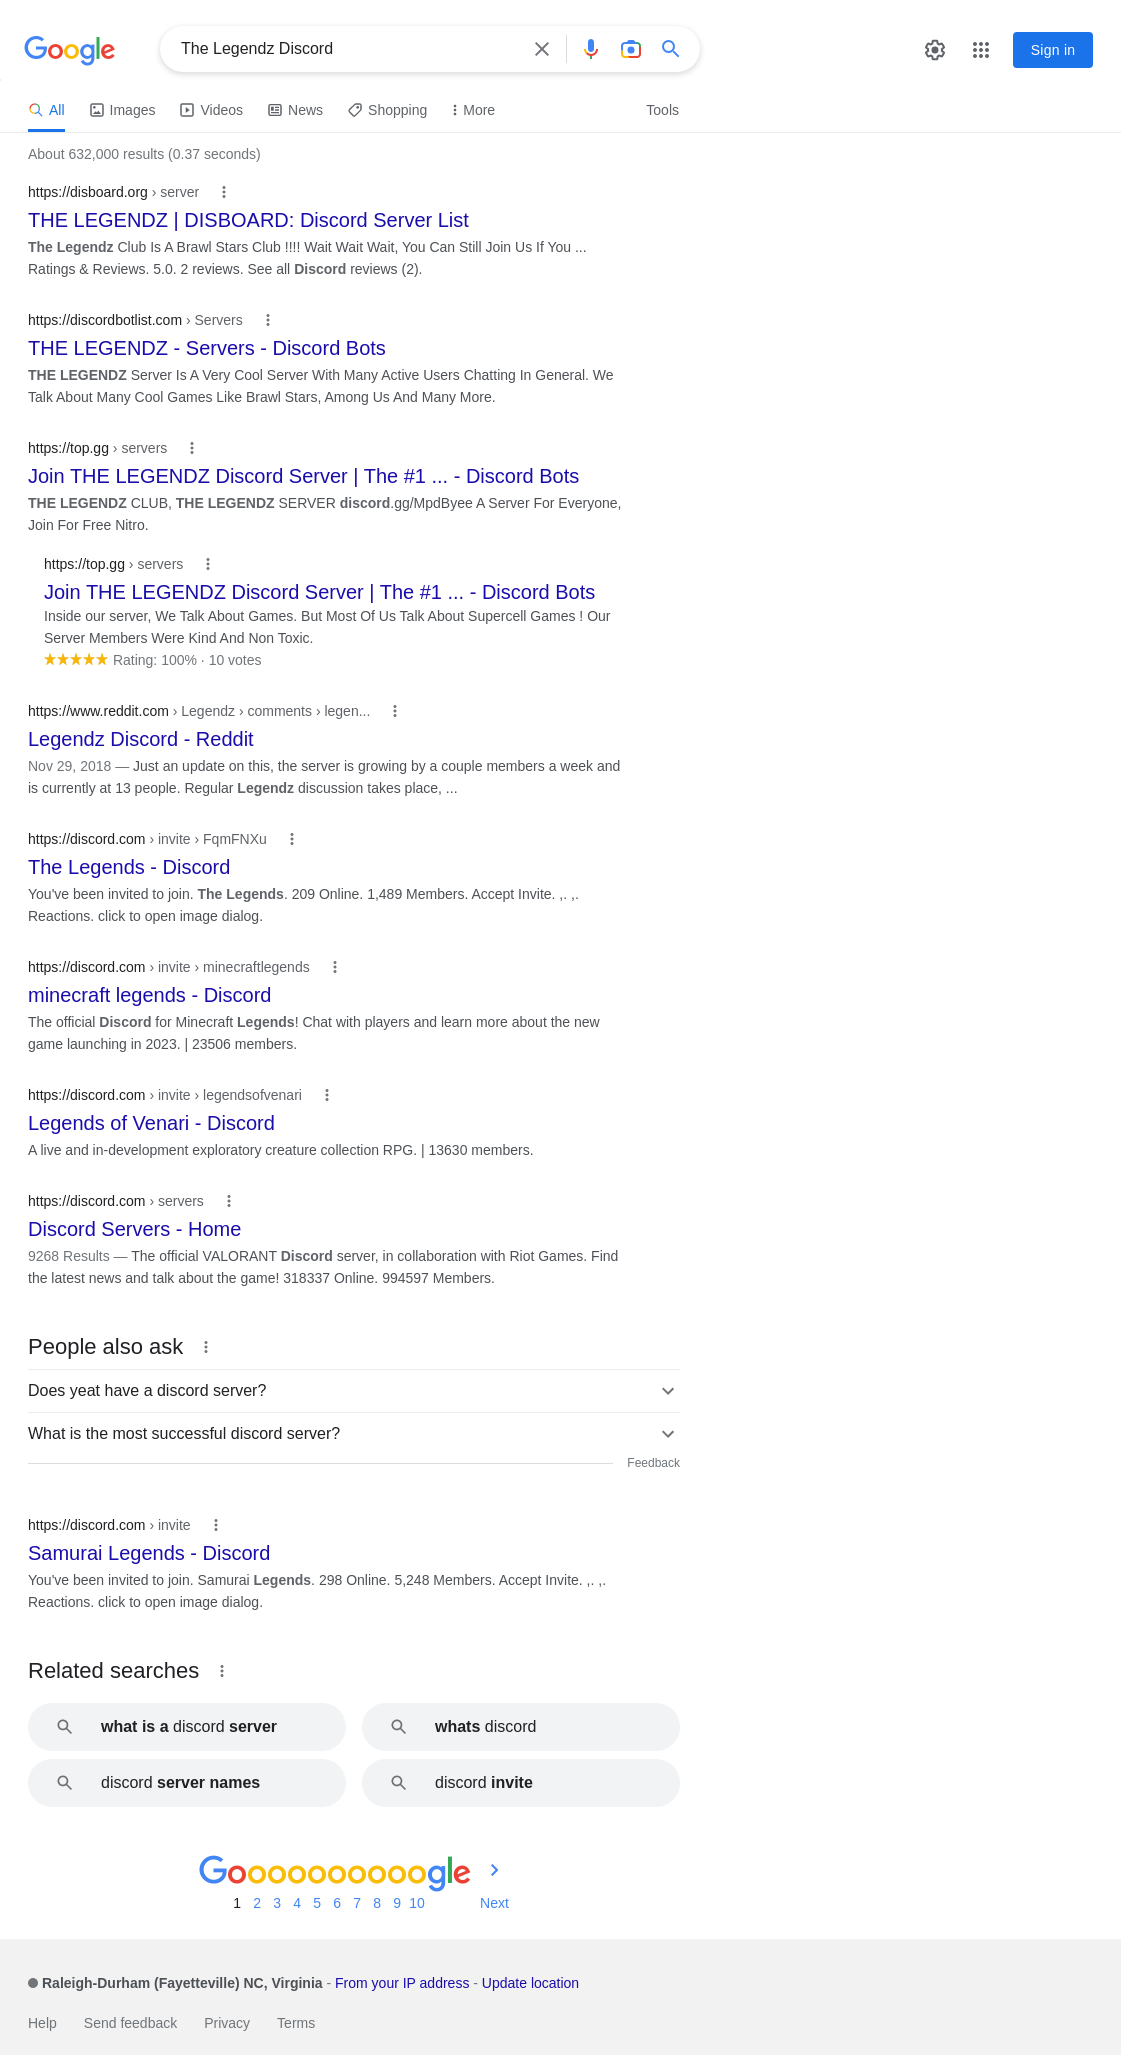 Google
The Legendz Discord
Sign in
All Images Videos News Shopping More Tools
About 632,000 results (0.37 seconds)
https://disboard.org › server
THE LEGENDZ | DISBOARD: Discord Server List
The Legendz Club Is A Brawl Stars Club !!!! Wait Wait Wait, You Can Still Join Us If You ...
Ratings & Reviews. 5.0. 2 reviews. See all Discord reviews (2).
https://discordbotlist.com › Servers
THE LEGENDZ - Servers - Discord Bots
THE LEGENDZ Server Is A Very Cool Server With Many Active Users Chatting In General. We
Talk About Many Cool Games Like Brawl Stars, Among Us And Many More.
https://top.gg › servers
Join THE LEGENDZ Discord Server | The #1 ... - Discord Bots
THE LEGENDZ CLUB, THE LEGENDZ SERVER discord.gg/MpdByee A Server For Everyone,
Join For Free Nitro.
https://top.gg › servers
Join THE LEGENDZ Discord Server | The #1 ... - Discord Bots
Inside our server, We Talk About Games. But Most Of Us Talk About Supercell Games ! Our
Server Members Were Kind And Non Toxic.
Rating: 100% · 10 votes
https://www.reddit.com › Legendz › comments › legen...
Legendz Discord - Reddit
Nov 29, 2018 — Just an update on this, the server is growing by a couple members a week and
is currently at 13 people. Regular Legendz discussion takes place, ...
https://discord.com › invite › FqmFNXu
The Legends - Discord
You've been invited to join. The Legends. 209 Online. 1,489 Members. Accept Invite. ,. ,.
Reactions. click to open image dialog.
https://discord.com › invite › minecraftlegends
minecraft legends - Discord
The official Discord for Minecraft Legends! Chat with players and learn more about the new
game launching in 2023. | 23506 members.
https://discord.com › invite › legendsofvenari
Legends of Venari - Discord
A live and in-development exploratory creature collection RPG. | 13630 members.
https://discord.com › servers
Discord Servers - Home
9268 Results — The official VALORANT Discord server, in collaboration with Riot Games. Find
the latest news and talk about the game! 318337 Online. 994597 Members.
People also ask
Does yeat have a discord server?
What is the most successful discord server?
Feedback
https://discord.com › invite
Samurai Legends - Discord
You've been invited to join. Samurai Legends. 298 Online. 5,248 Members. Accept Invite. ,. ,.
Reactions. click to open image dialog.
Related searches
what is a discord server
whats discord
discord server names
discord invite
Goooooooooogle
1 2 3 4 5 6 7 8 9 10 Next
Raleigh-Durham (Fayetteville) NC, Virginia - From your IP address - Update location
Help Send feedback Privacy Terms